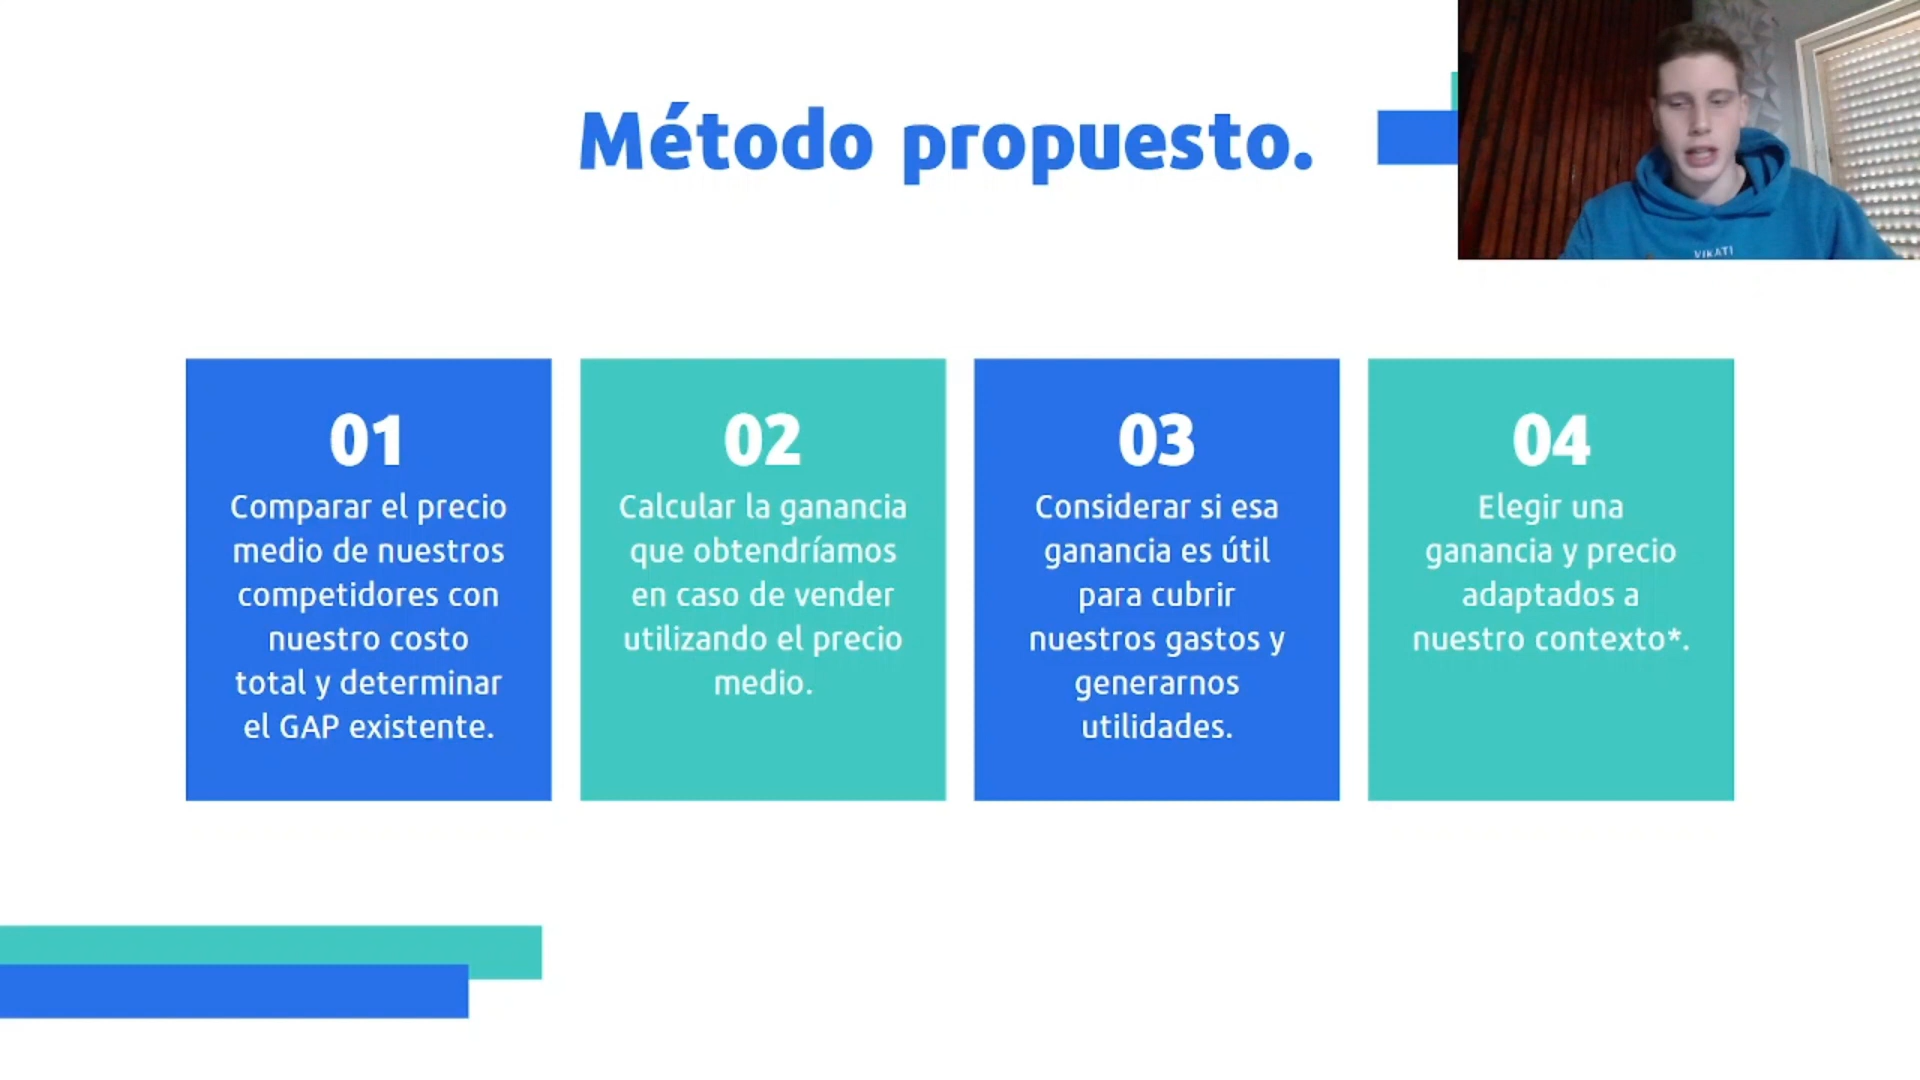 Método propuesto.
01
Comparar el precio
medio de nuestros
competidores con
nuestro costo
total y determinar
el GAP existente.
02
Calcular la ganancia
que obtendríamos
en caso de vender
utilizando el precio
medio.
03
Considerar si esa
ganancia es útil
para cubrir
nuestros gastos y
generarnos
utilidades.
04
Elegir una
ganancia y precio
adaptados a
nuestro contexto*.